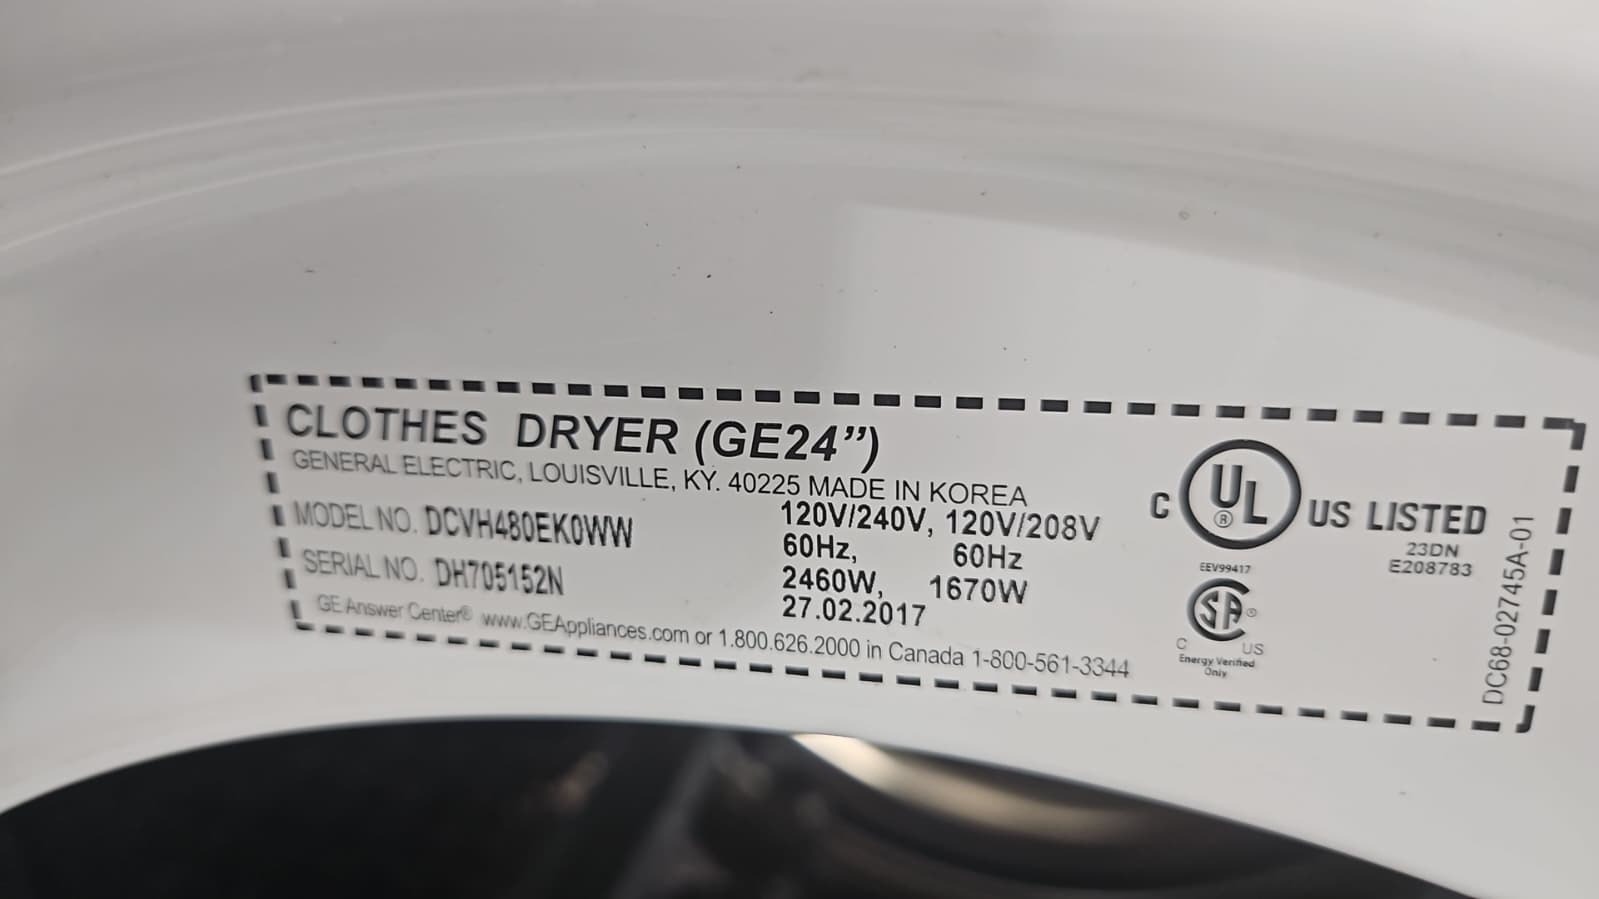 CLOTHES DRYER (GE24")
GENERAL ELECTRIC, LOUISVILLE, KY. 40225 MADE IN KOREA
MODEL NO. DCVH480EK0WW
SERIAL NO. DH705152N
120V/240V, 120V/208V
60Hz, 60Hz
2460W, 1670W
27.02.2017
GE Answer Center® www.GEAppliances.com or 1.800.626.2000 in Canada 1-800-561-3344
C UL ® US LISTED
23DN
E208783
EEV99417
SA ®
C US
Energy Verified
Only
DC68-02745A-01